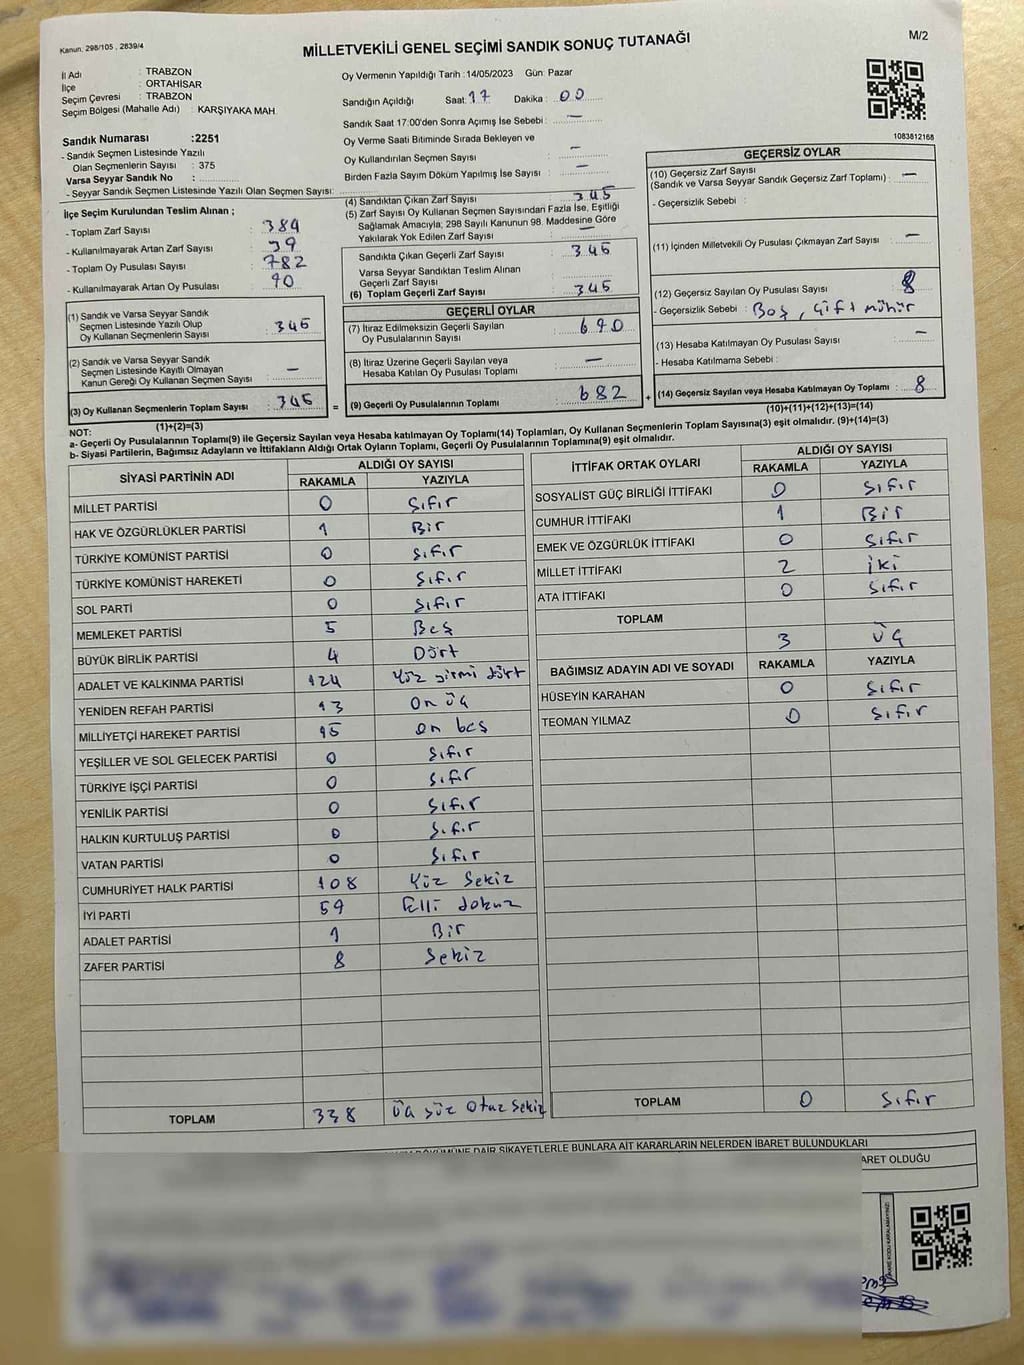 Kanun: 298/105 , 2839/4
MİLLETVEKİLİ GENEL SEÇİMİ SANDIK SONUÇ TUTANAĞI
M/2
İl Adı : TRABZON
İlçe : ORTAHİSAR
Seçim Çevresi : TRABZON
Seçim Bölgesi (Mahalle Adı) : KARŞIYAKA MAH.
Sandık Numarası :2251
- Sandık Seçmen Listesinde Yazılı
Olan Seçmenlerin Sayısı : 375
Varsa Seyyar Sandık No :
- Seyyar Sandık Seçmen Listesinde Yazılı Olan Seçmen Sayısı:
Oy Vermenin Yapıldığı Tarih :14/05/2023 Gün: Pazar
Sandığın Açıldığı Saat: 17 Dakika : 00
Sandık Saat 17:00'den Sonra Açımış İse Sebebi : —
Oy Verme Saati Bitiminde Sırada Bekleyen ve
Oy Kullandırılan Seçmen Sayısı : —
Birden Fazla Sayım Döküm Yapılmış İse Sayısı : —
1083812168
İlçe Seçim Kurulundan Teslim Alınan ;
- Toplam Zarf Sayısı : 384
- Kullanılmayarak Artan Zarf Sayısı : 39
- Toplam Oy Pusulası Sayısı : 782
- Kullanılmayarak Artan Oy Pusulası : 90
(1) Sandık ve Varsa Seyyar Sandık
Seçmen Listesinde Yazılı Olup
Oy Kullanan Seçmenlerin Sayısı : 345
(2) Sandık ve Varsa Seyyar Sandık
Seçmen Listesinde Kayıtlı Olmayan
Kanun Gereği Oy Kullanan Seçmen Sayısı : —
(3) Oy Kullanan Seçmenlerin Toplam Sayısı : 345
(1)+(2)=(3)
(4) Sandıktan Çıkan Zarf Sayısı : 345
(5) Zarf Sayısı Oy Kullanan Seçmen Sayısından Fazla İse, Eşitliği
Sağlamak Amacıyla; 298 Sayılı Kanunun 98. Maddesine Göre
Yakılarak Yok Edilen Zarf Sayısı : —
Sandıkta Çıkan Geçerli Zarf Sayısı : 345
Varsa Seyyar Sandıktan Teslim Alınan
Geçerli Zarf Sayısı :
(6) Toplam Geçerli Zarf Sayısı : 345
GEÇERLİ OYLAR
(7) İtiraz Edilmeksizin Geçerli Sayılan
Oy Pusulalarının Sayısı : 690
(8) İtiraz Üzerine Geçerli Sayılan veya
Hesaba Katılan Oy Pusulası Toplamı : —
= (9) Geçerli Oy Pusulalarının Toplamı : 682
GEÇERSİZ OYLAR
(10) Geçersiz Zarf Sayısı
(Sandık ve Varsa Seyyar Sandık Geçersiz Zarf Toplamı) : —
- Geçersizlik Sebebi :
(11) İçinden Milletvekili Oy Pusulası Çıkmayan Zarf Sayısı : —
(12) Geçersiz Sayılan Oy Pusulası Sayısı : 8
- Geçersizlik Sebebi : Boş, Çift mühür
(13) Hesaba Katılmayan Oy Pusulası Sayısı : —
- Hesaba Katılmama Sebebi :
+ (14) Geçersiz Sayılan veya Hesaba Katılmayan Oy Toplamı : 8
(10)+(11)+(12)+(13)=(14)
NOT:
a- Geçerli Oy Pusulalarının Toplamı(9) ile Geçersiz Sayılan veya Hesaba katılmayan Oy Toplamı(14) Toplamları, Oy Kullanan Seçmenlerin Toplam Sayısına(3) eşit olmalıdır. (9)+(14)=(3)
b- Siyasi Partilerin, Bağımsız Adayların ve İttifakların Aldığı Ortak Oyların Toplamı, Geçerli Oy Pusulalarının Toplamına(9) eşit olmalıdır.
SİYASİ PARTİNİN ADI ALDIĞI OY SAYISI
RAKAMLA YAZIYLA
MİLLET PARTİSİ 0 Sıfır
HAK VE ÖZGÜRLÜKLER PARTİSİ 1 Bir
TÜRKİYE KOMÜNİST PARTİSİ 0 Sıfır
TÜRKİYE KOMÜNİST HAREKETİ 0 Sıfır
SOL PARTİ 0 Sıfır
MEMLEKET PARTİSİ 5 Beş
BÜYÜK BİRLİK PARTİSİ 4 Dört
ADALET VE KALKINMA PARTİSİ 124 Yüz yirmi dört
YENİDEN REFAH PARTİSİ 13 On üç
MİLLİYETÇİ HAREKET PARTİSİ 15 On beş
YEŞİLLER VE SOL GELECEK PARTİSİ 0 Sıfır
TÜRKİYE İŞÇİ PARTİSİ 0 Sıfır
YENİLİK PARTİSİ 0 Sıfır
HALKIN KURTULUŞ PARTİSİ 0 Sıfır
VATAN PARTİSİ 0 Sıfır
CUMHURİYET HALK PARTİSİ 108 Yüz Sekiz
İYİ PARTİ 59 Elli dokuz
ADALET PARTİSİ 1 Bir
ZAFER PARTİSİ 8 Sekiz
TOPLAM 338 Üç yüz Otuz Sekiz
İTTİFAK ORTAK OYLARI ALDIĞI OY SAYISI
RAKAMLA YAZIYLA
SOSYALİST GÜÇ BİRLİĞİ İTTİFAKI 0 Sıfır
CUMHUR İTTİFAKI 1 Bir
EMEK VE ÖZGÜRLÜK İTTİFAKI 0 Sıfır
MİLLET İTTİFAKI 2 İki
ATA İTTİFAKI 0 Sıfır
TOPLAM 3 Üç
BAĞIMSIZ ADAYIN ADI VE SOYADI RAKAMLA YAZIYLA
HÜSEYİN KARAHAN 0 Sıfır
TEOMAN YILMAZ 0 Sıfır
TOPLAM 0 Sıfır
DÖKÜMÜNE DAİR ŞİKAYETLERLE BUNLARA AİT KARARLARIN NELERDEN İBARET BULUNDUKLARI
ARET OLDUĞU